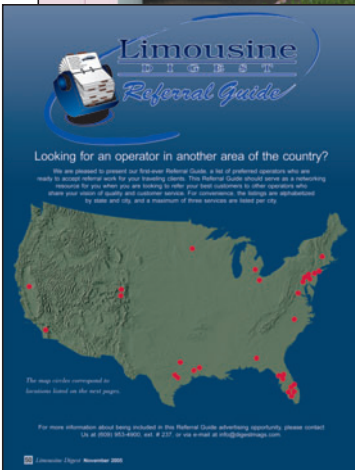 Limousine
DIGEST
Referral Guide
Looking for an operator in another area of the country?
We are pleased to present our first-ever Referral Guide, a list of preferred operators who are
ready to accept referral work for your traveling clients. This Referral Guide should serve as a networking
resource for you when you are looking to refer your best customers to other operators who
share your vision of quality and customer service. For convenience, the listings are alphabetized
by state and city, and a maximum of three services are listed per city.
The map circles correspond to
locations listed on the next pages.
For more information about being included in this Referral Guide advertising opportunity, please contact
Us at (609) 953-4900, ext. # 237, or via e-mail at info@digestmags.com.
Limousine Digest November 2005